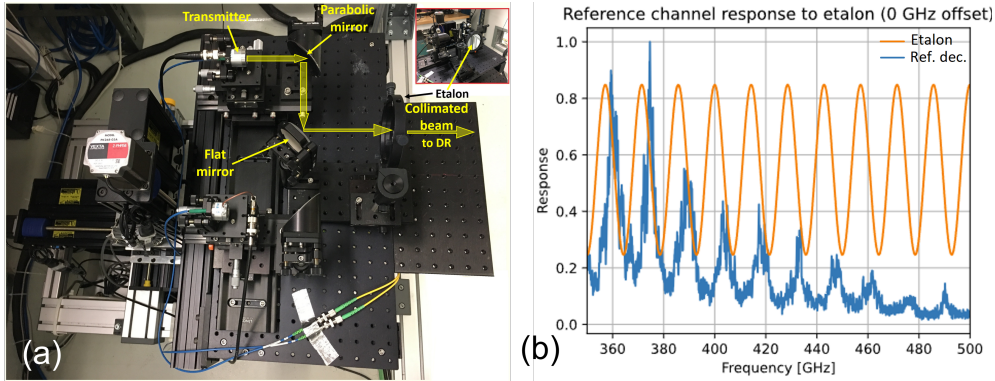 Transmitter
Parabolic
mirror
Etalon
Collimated
beam
to DR
Flat
mirror
(a)
Reference channel response to etalon (0 GHz offset)
Etalon
Ref. dec.
Response
1.0
0.8
0.6
0.4
0.2
0.0
360
380
400
420
440
460
480
500
Frequency [GHz]
(b)